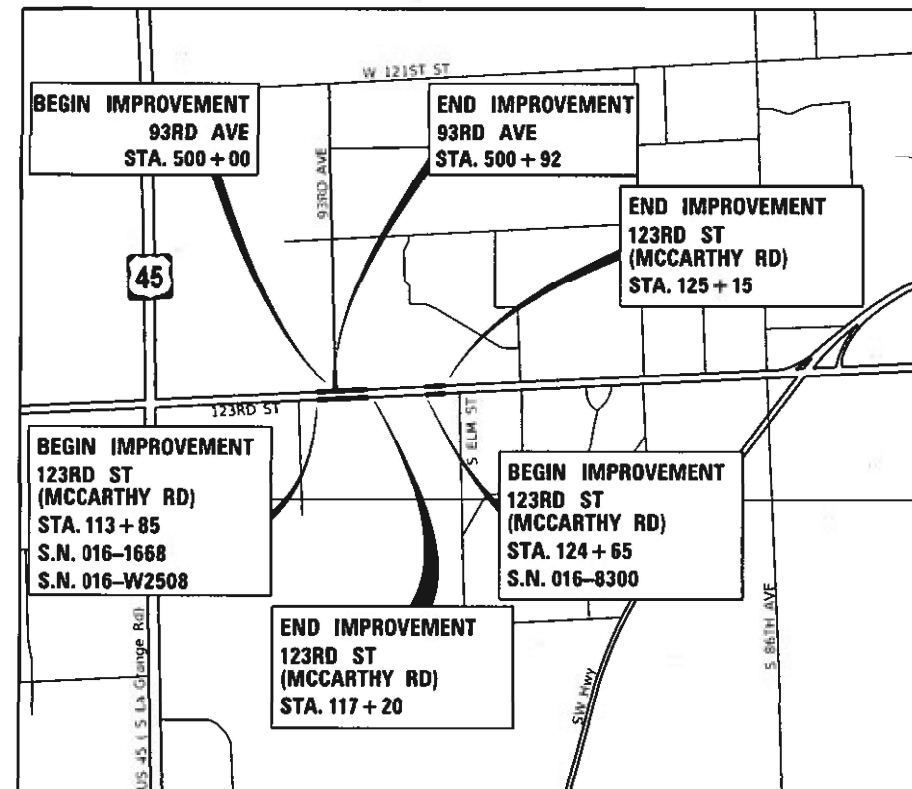 W 121ST ST
BEGIN IMPROVEMENT
93RD AVE
STA. 500+00
END IMPROVEMENT
93RD AVE
STA. 500+92
93RD AVE
END IMPROVEMENT
123RD ST
(MCCARTHY RD)
STA. 125+15
45
123RD ST
S ELM ST
BEGIN IMPROVEMENT
123RD ST
(MCCARTHY RD)
STA. 113+85
S.N. 016–1668
S.N. 016–W2508
BEGIN IMPROVEMENT
123RD ST
(MCCARTHY RD)
STA. 124+65
S.N. 016–8300
END IMPROVEMENT
123RD ST
(MCCARTHY RD)
STA. 117+20
US 45 ( S La Grange Rd)
SW Hwy
S 86TH AVE